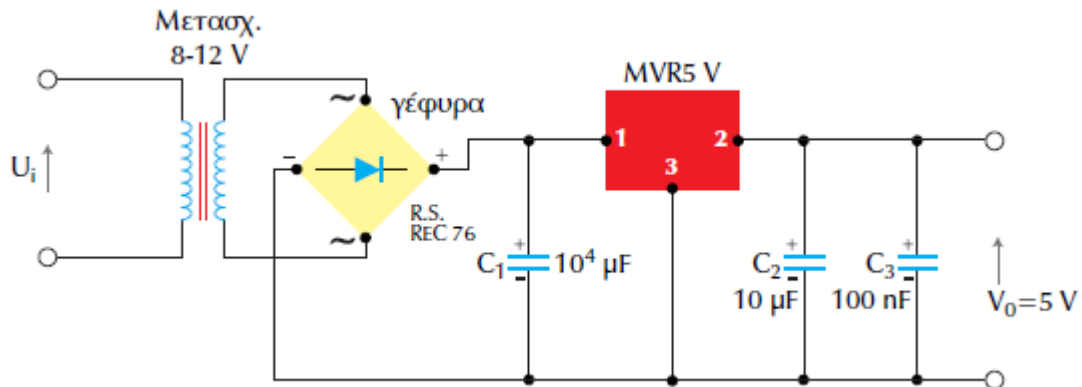 Μετασχ.
8-12 V
U_i
~
γέφυρα
-
+
~
R.S.
REC 76
MVR5 V
1
2
3
+
C₁
-
10⁴ μF
+
C₂
-
10 μF
+
C₃
-
100 nF
V₀=5 V